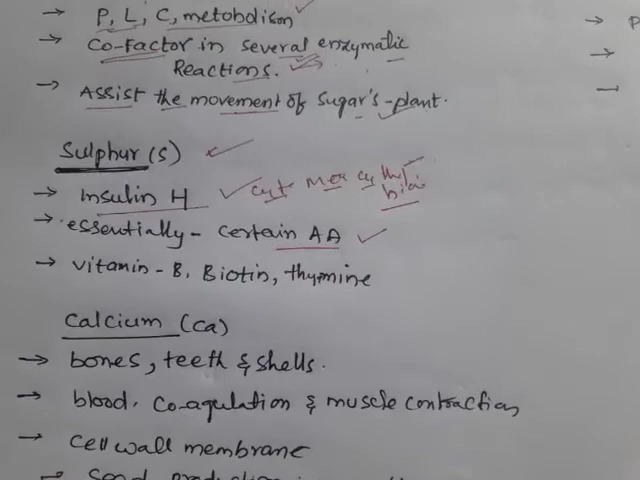 → P, L, C, metobolism
→ P
→ Co-Factor in several enzymatic
→
Reactions.
→ Assist the movement of Sugar's-plant.
Sulphur (S)
→ Insulin H
→ essentially - certain AA
→ vitamin - B, Biotin, thymine
Calcium (Ca)
→ bones, teeth & shells.
→ blood. Co-agulation & muscle contraction
→ Cell wall membrane